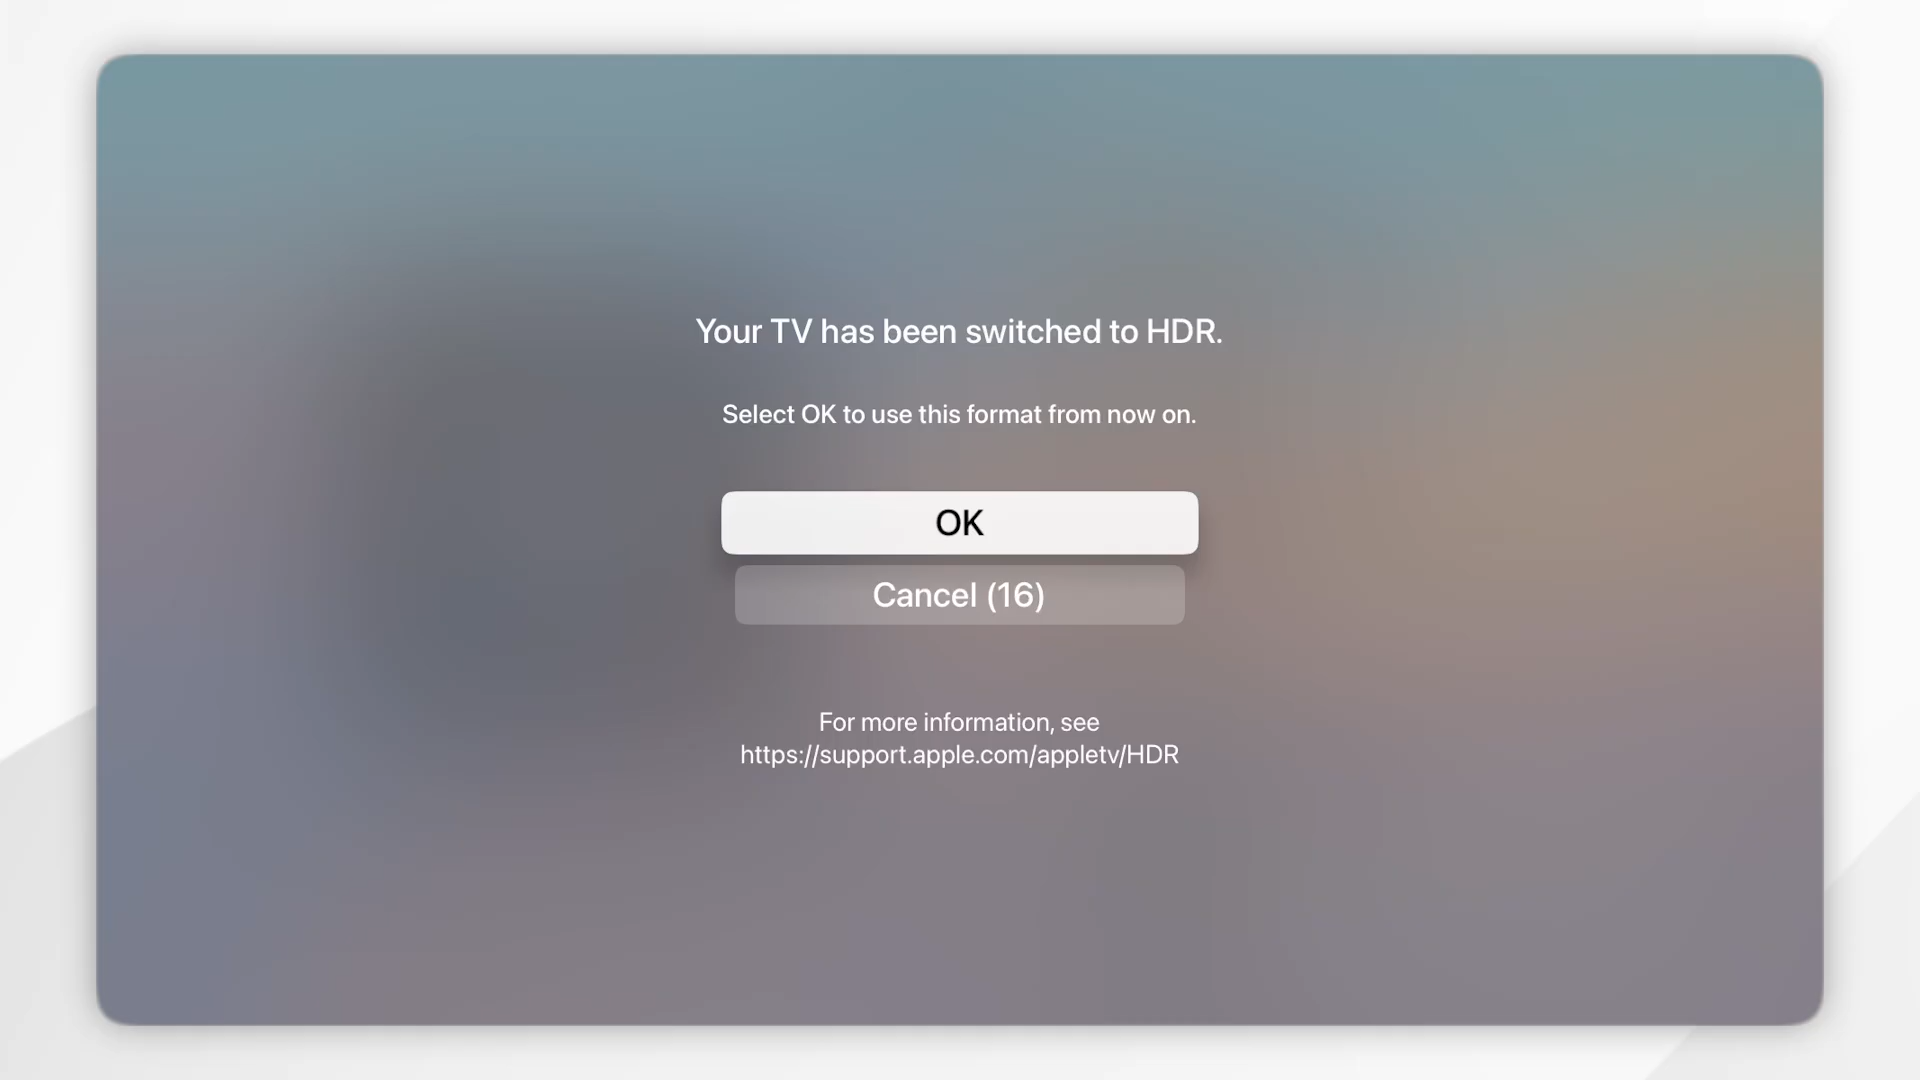 Your TV has been switched to HDR.
Select OK to use this format from now on.
OK
Cancel (16)
For more information, see
https://support.apple.com/appletv/HDR